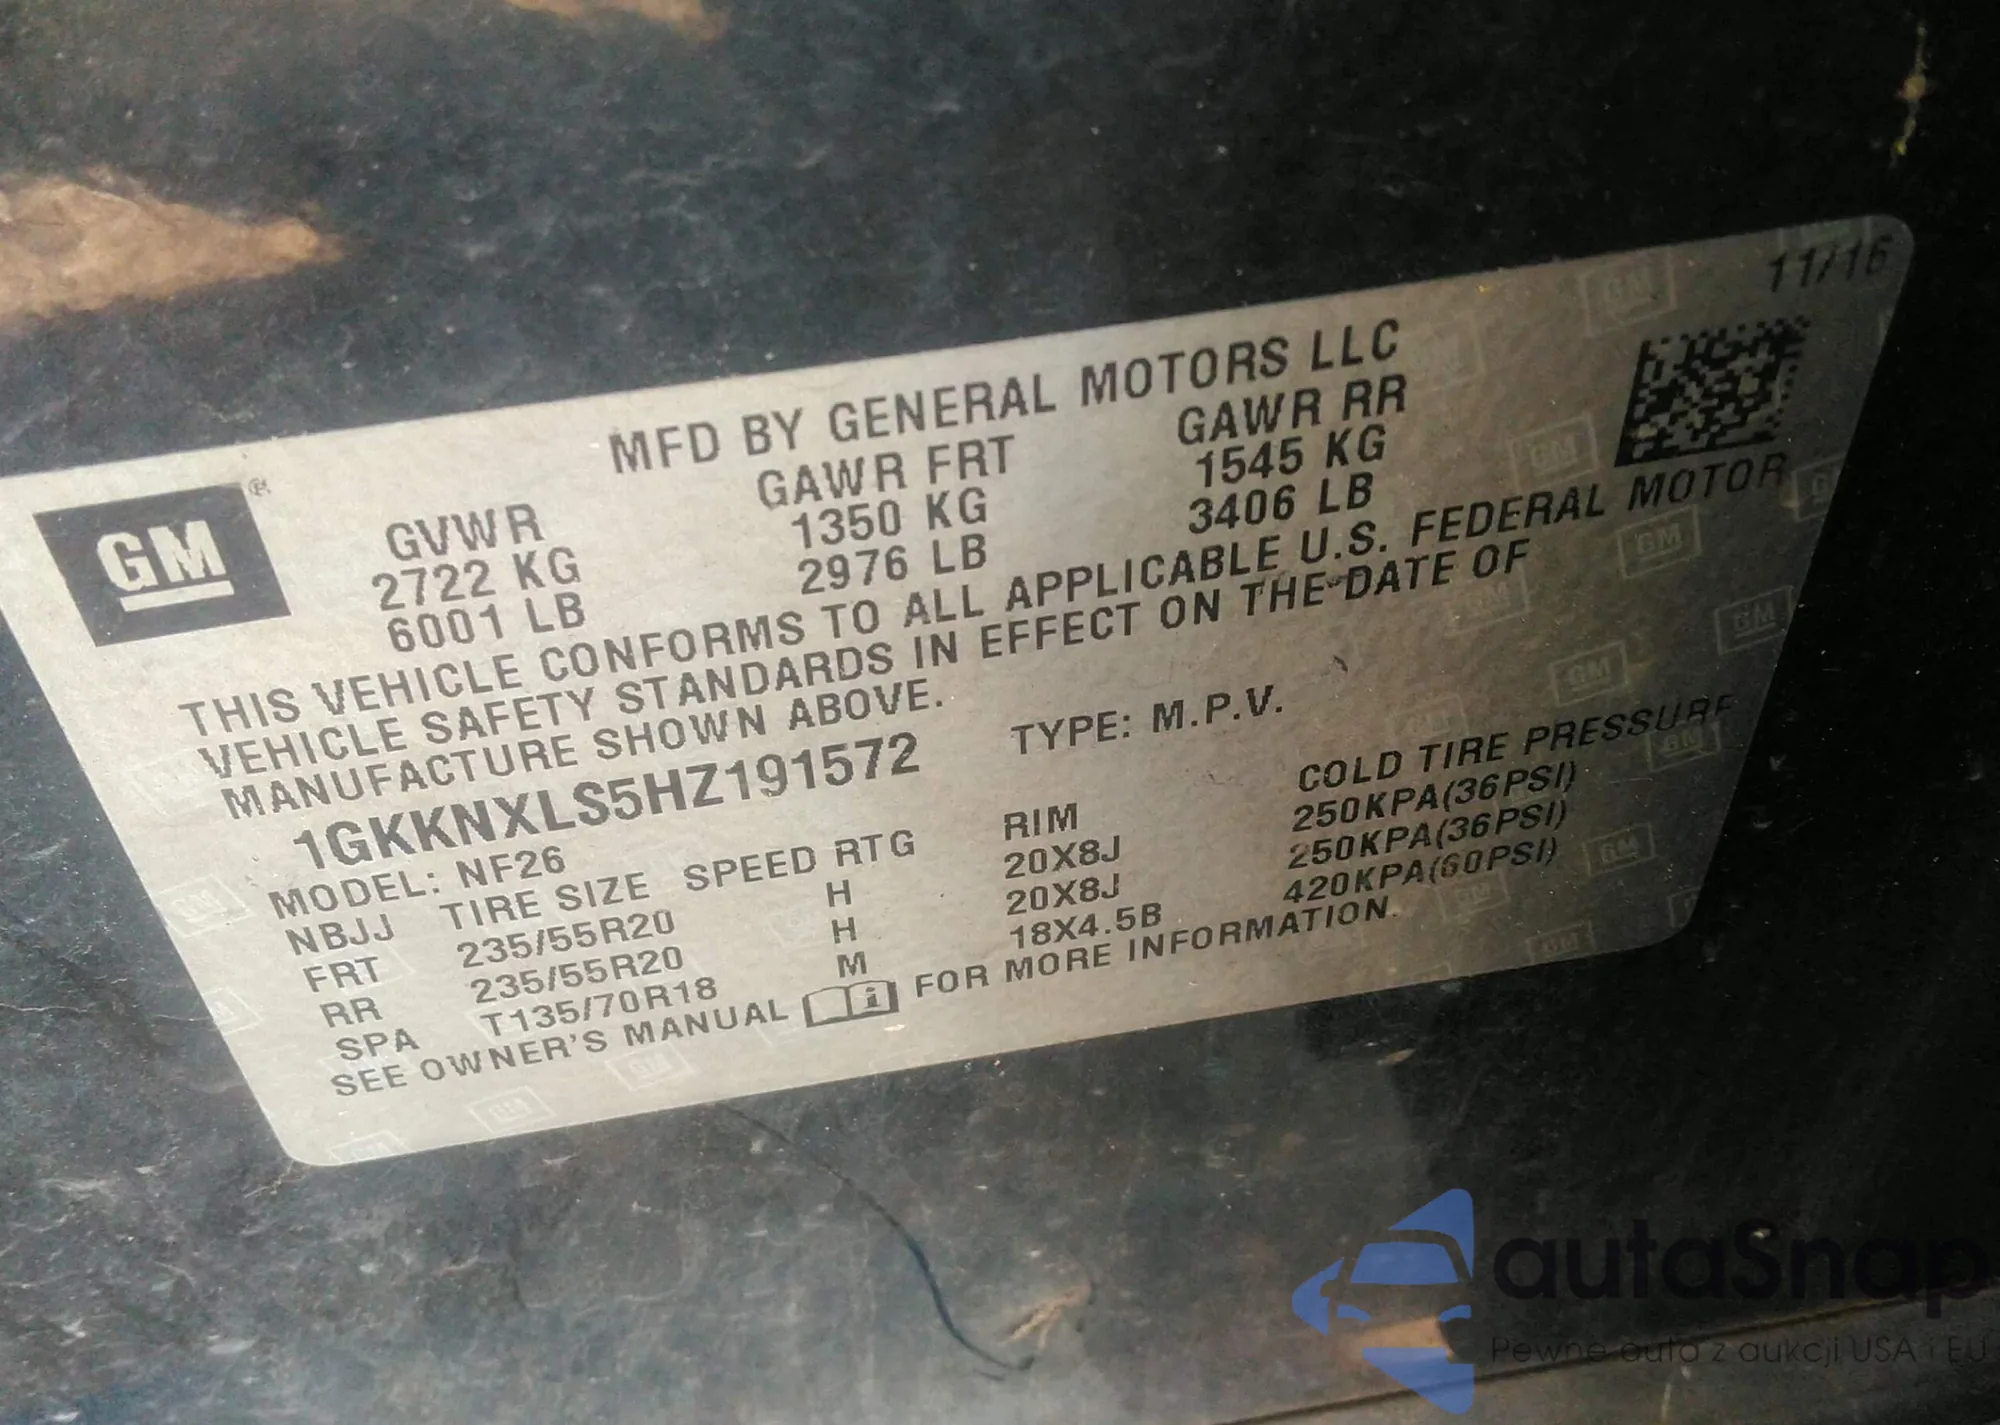 11/16
MFD BY GENERAL MOTORS LLC
GM ®
GVWR GAWR FRT GAWR RR
2722 KG 1350 KG 1545 KG
6001 LB 2976 LB 3406 LB
THIS VEHICLE CONFORMS TO ALL APPLICABLE U.S. FEDERAL MOTOR
VEHICLE SAFETY STANDARDS IN EFFECT ON THE DATE OF
MANUFACTURE SHOWN ABOVE.
1GKKNXLS5HZ191572 TYPE: M.P.V.
MODEL: NF26
NBJJ TIRE SIZE SPEED RTG RIM COLD TIRE PRESSURE
FRT 235/55R20 H 20X8J 250KPA(36PSI)
RR 235/55R20 H 20X8J 250KPA(36PSI)
SPA T135/70R18 M 18X4.5B 420KPA(60PSI)
SEE OWNER'S MANUAL FOR MORE INFORMATION.
autaSnap
Pewne auta z aukcji USA i EU